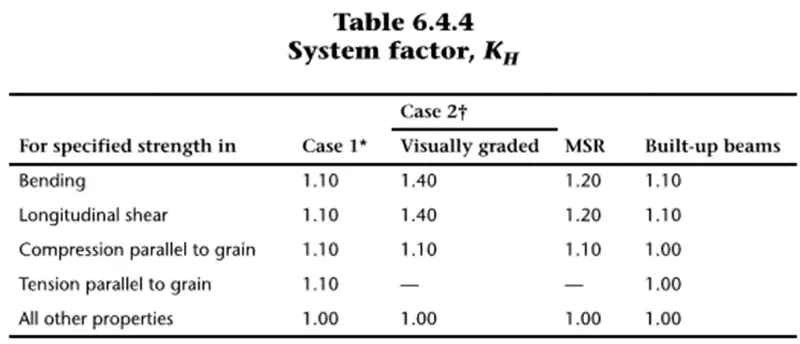 Table 6.4.4
System factor, K_H
Case 2†
For specified strength in Case 1* Visually graded MSR Built-up beams
Bending 1.10 1.40 1.20 1.10
Longitudinal shear 1.10 1.40 1.20 1.10
Compression parallel to grain 1.10 1.10 1.10 1.00
Tension parallel to grain 1.10 — — 1.00
All other properties 1.00 1.00 1.00 1.00